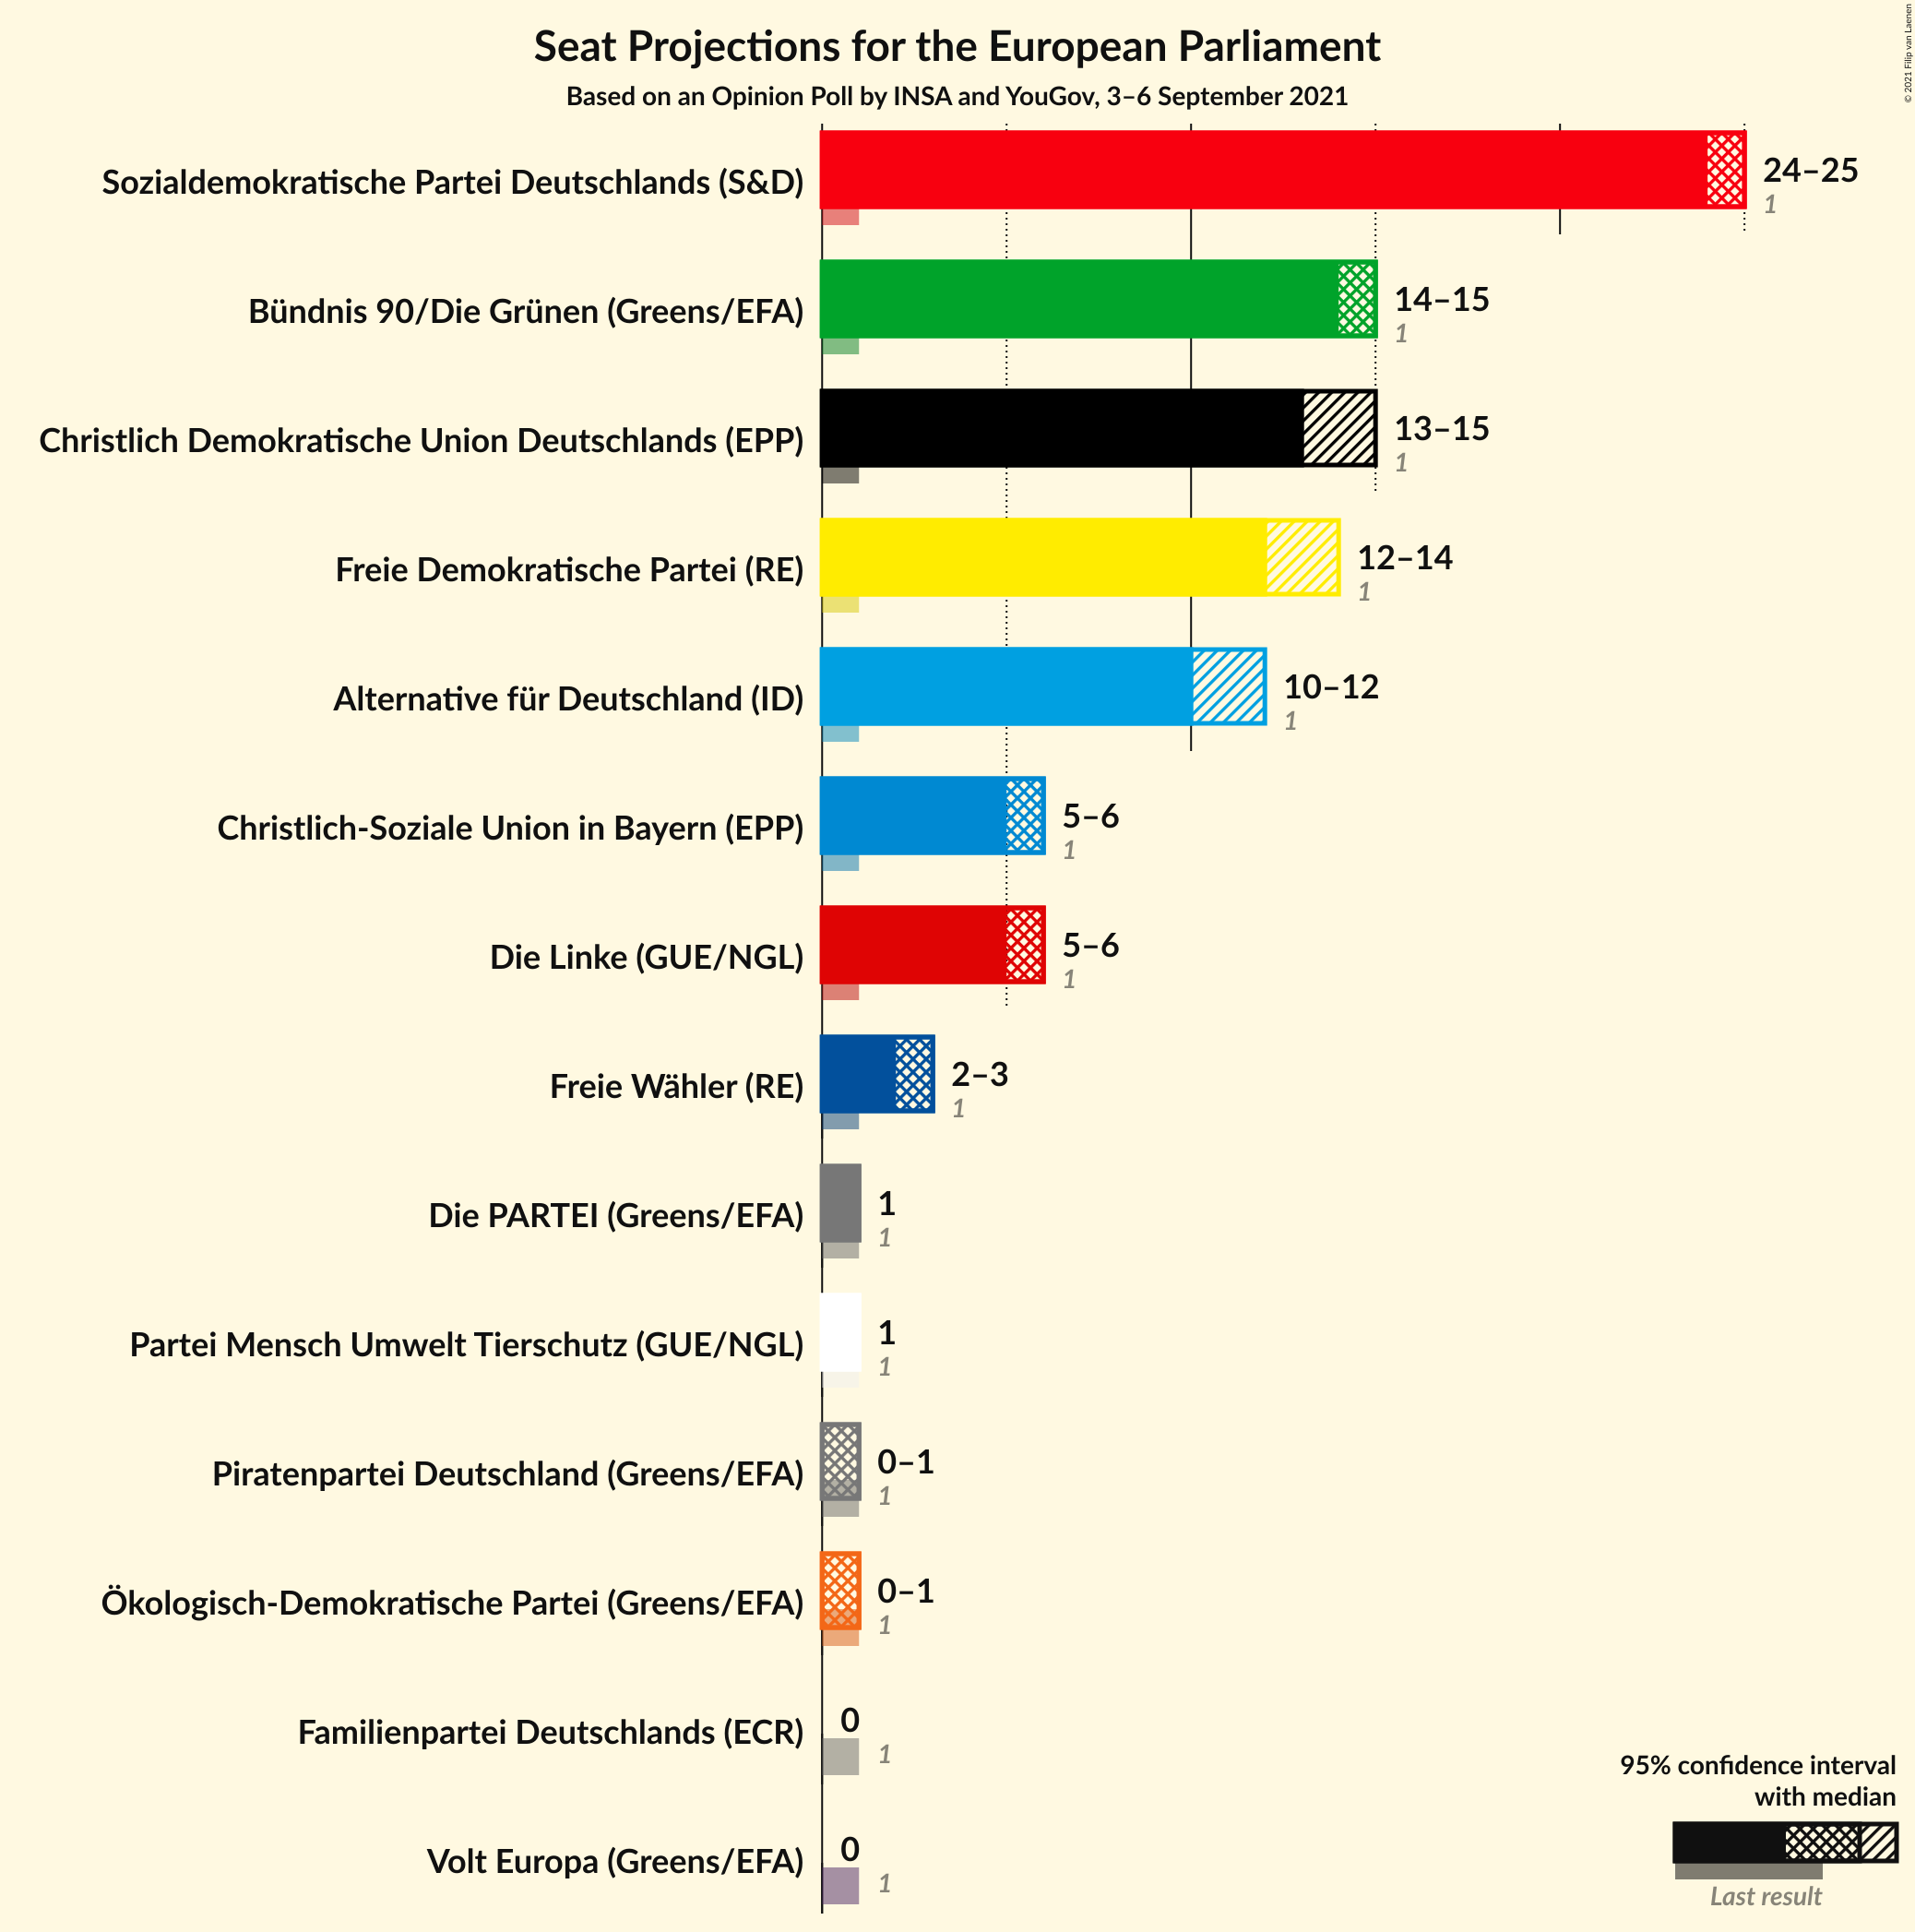 Seat Projections for the European Parliament
Based on an Opinion Poll by INSA and YouGov, 3–6 September 2021
© 2021 Filip van Laenen
Sozialdemokratische Partei Deutschlands (S&D)
24–25
1
Bündnis 90/Die Grünen (Greens/EFA)
14–15
1
Christlich Demokratische Union Deutschlands (EPP)
13–15
1
Freie Demokratische Partei (RE)
12–14
1
Alternative für Deutschland (ID)
10–12
1
Christlich-Soziale Union in Bayern (EPP)
5–6
1
Die Linke (GUE/NGL)
5–6
1
Freie Wähler (RE)
2–3
1
Die PARTEI (Greens/EFA)
1
1
Partei Mensch Umwelt Tierschutz (GUE/NGL)
1
1
Piratenpartei Deutschland (Greens/EFA)
0–1
1
Ökologisch-Demokratische Partei (Greens/EFA)
0–1
1
Familienpartei Deutschlands (ECR)
0
1
Volt Europa (Greens/EFA)
0
1
95% confidence interval
with median
Last result